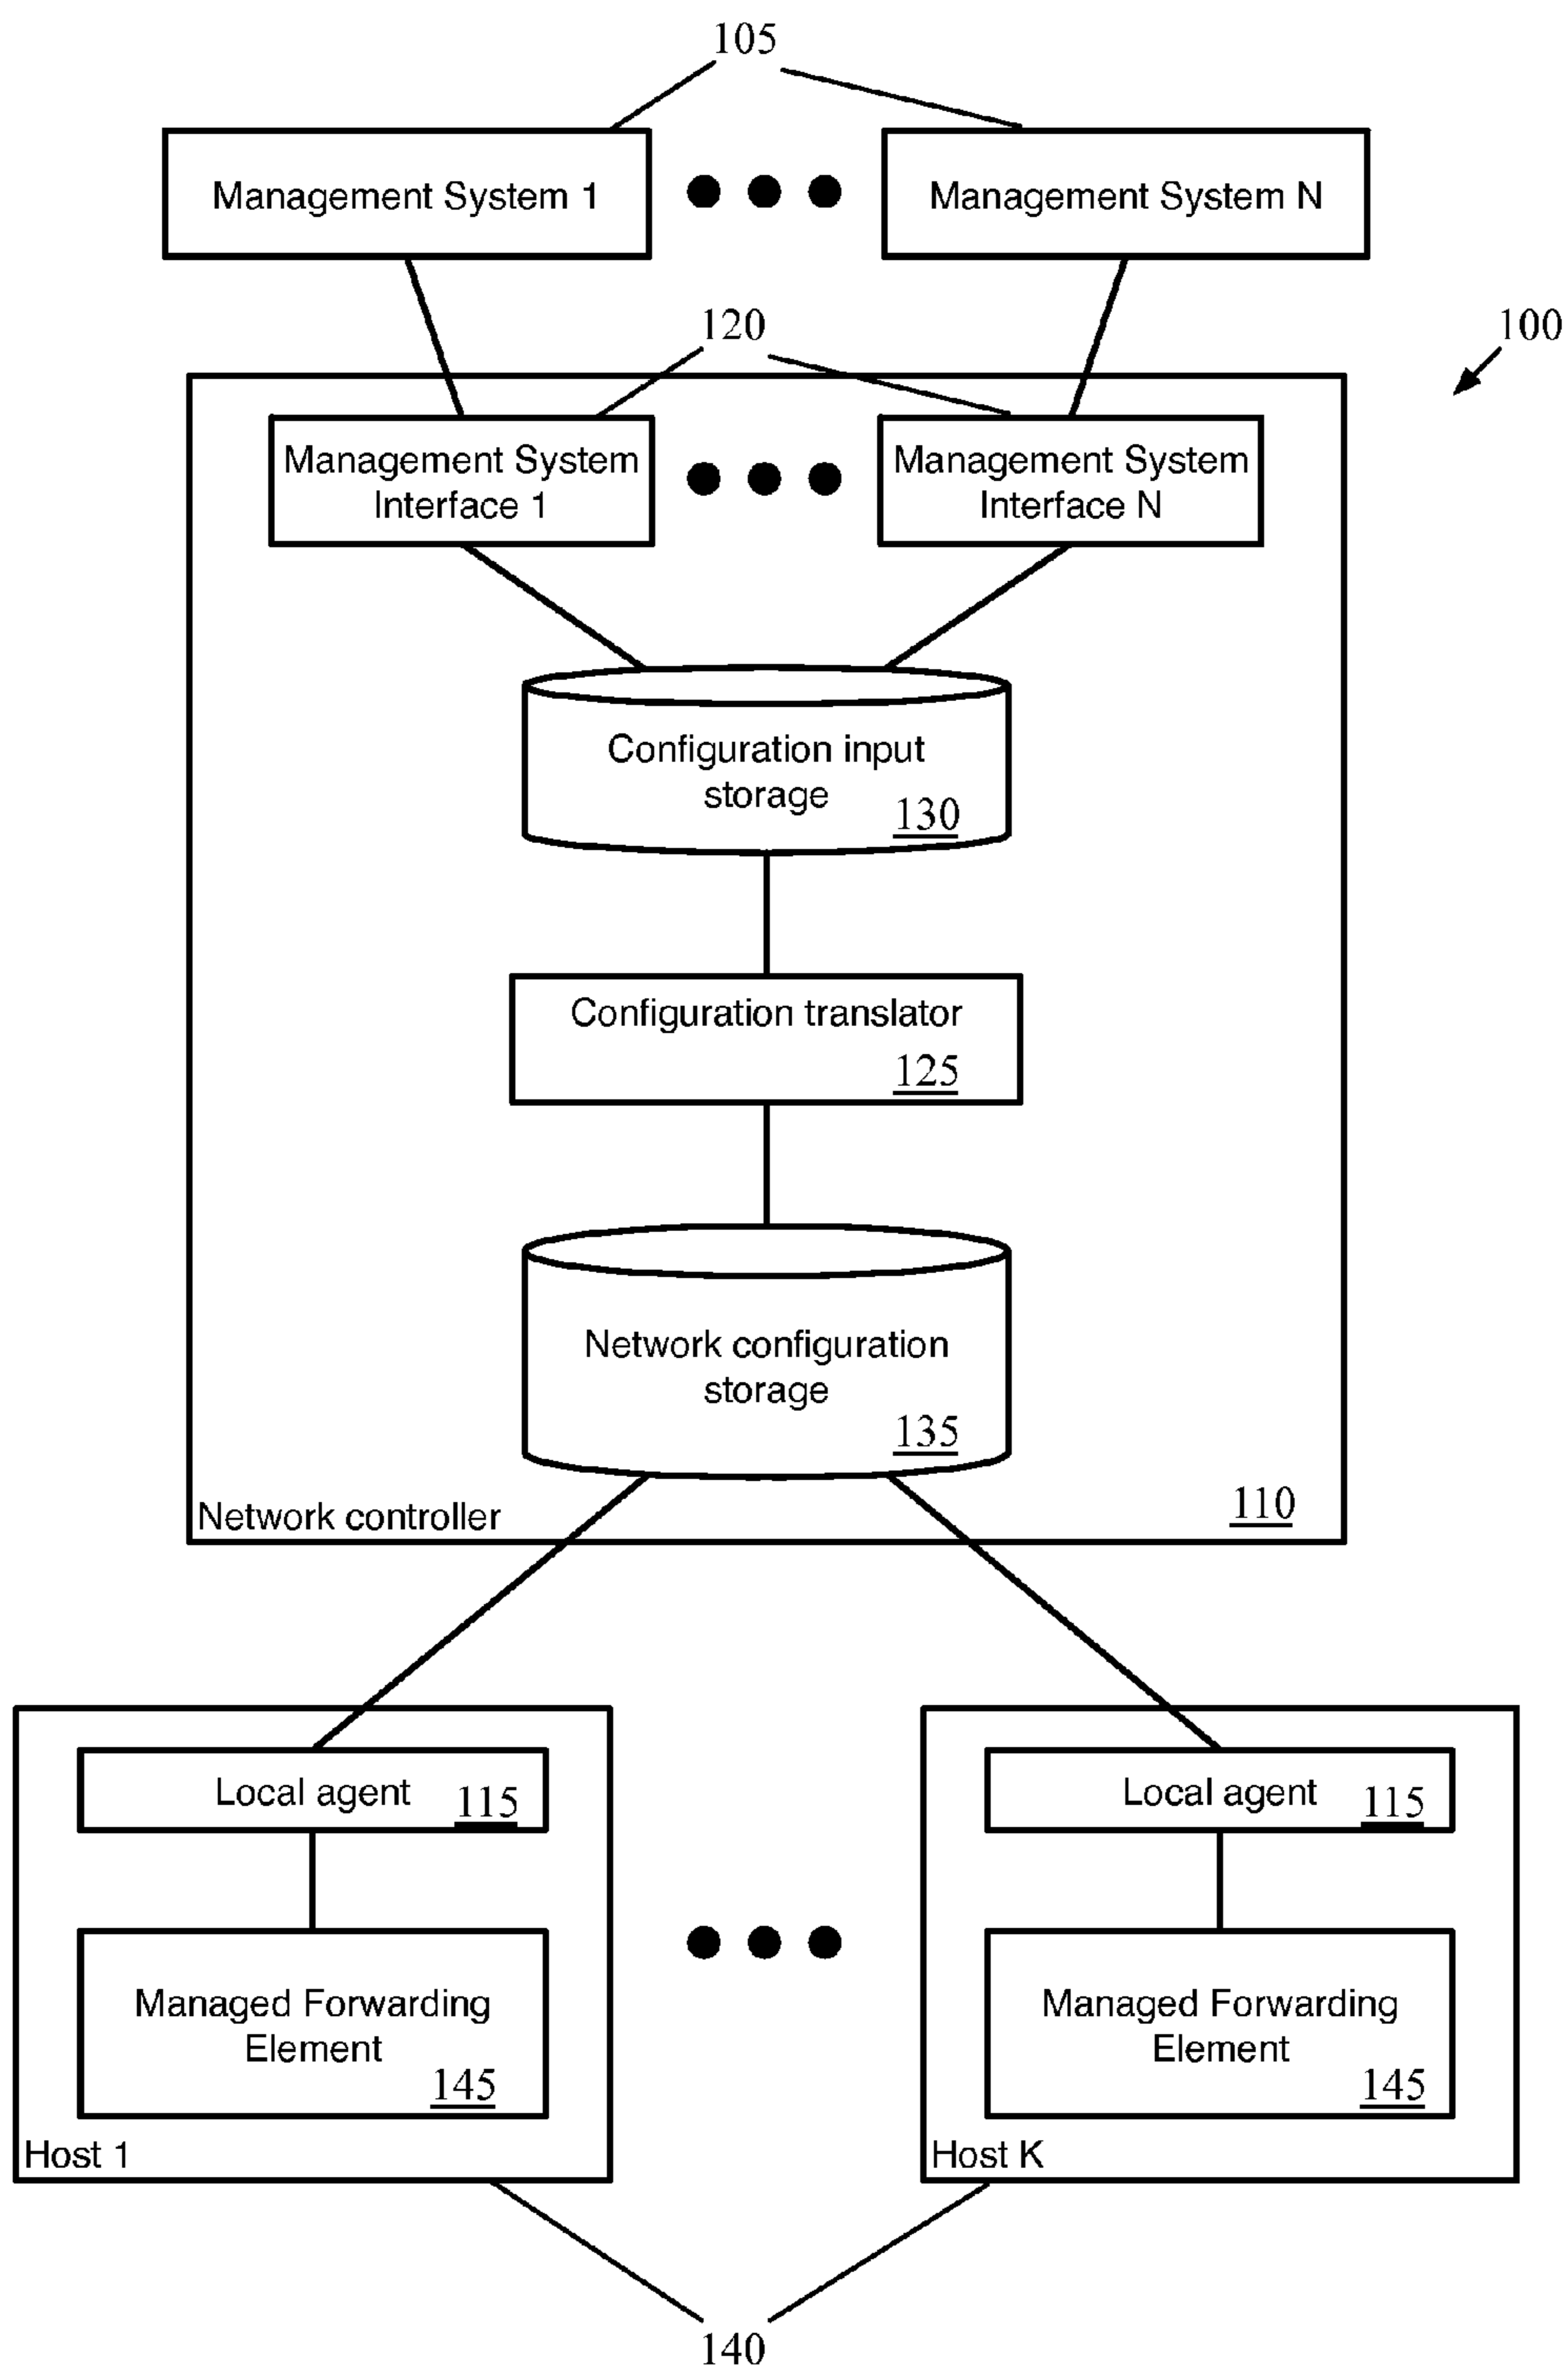 105
Management System 1
Management System N
120
100
Management System
Interface 1
Management System
Interface N
Configuration input
storage
130
Configuration translator
125
Network configuration
storage
135
Network controller
110
Local agent
115
Local agent
115
Managed Forwarding
Element
145
Managed Forwarding
Element
145
Host 1
Host K
140